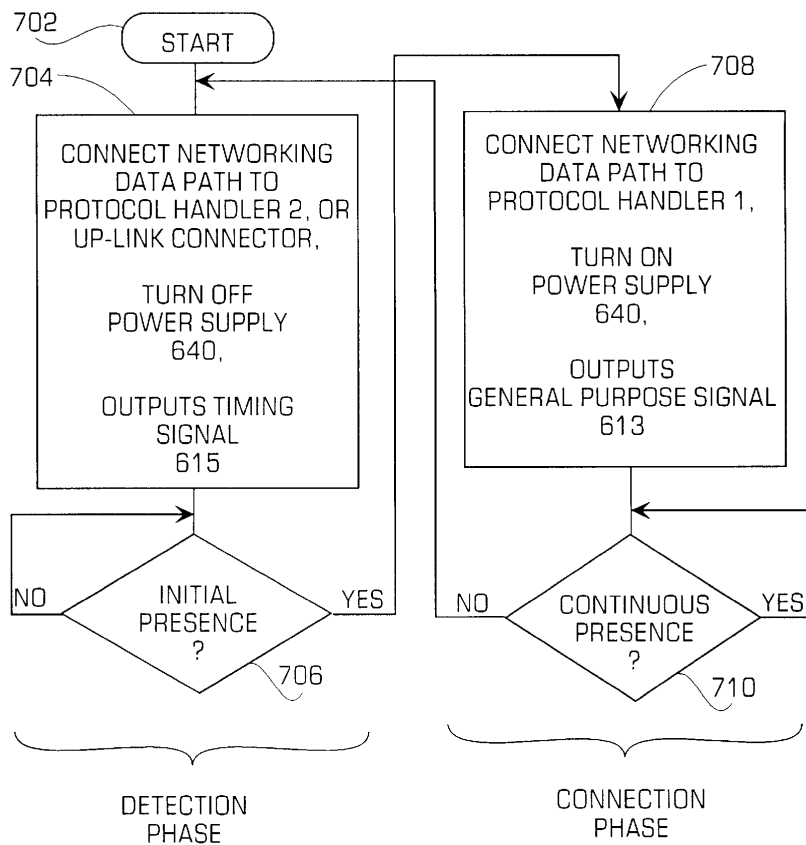 702
START
704
CONNECT NETWORKING
DATA PATH TO
PROTOCOL HANDLER 2, OR
UP-LINK CONNECTOR,
TURN OFF
POWER SUPPLY
640,
OUTPUTS TIMING
SIGNAL
615
NO
INITIAL
PRESENCE
?
YES
706
DETECTION
PHASE
708
CONNECT NETWORKING
DATA PATH TO
PROTOCOL HANDLER 1,
TURN ON
POWER SUPPLY
640,
OUTPUTS
GENERAL PURPOSE SIGNAL
613
NO
CONTINUOUS
PRESENCE
?
YES
710
CONNECTION
PHASE